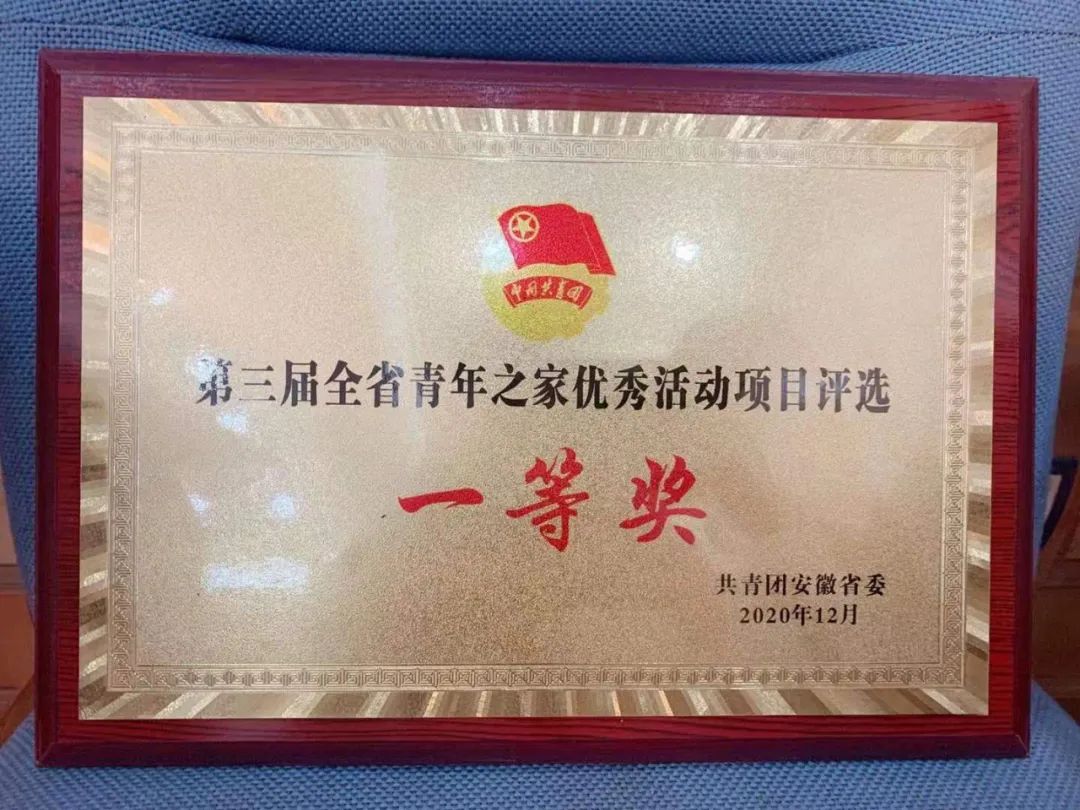 中国共青团
第三届全省青年之家优秀活动项目评选
一等奖
共青团安徽省委
2020年12月